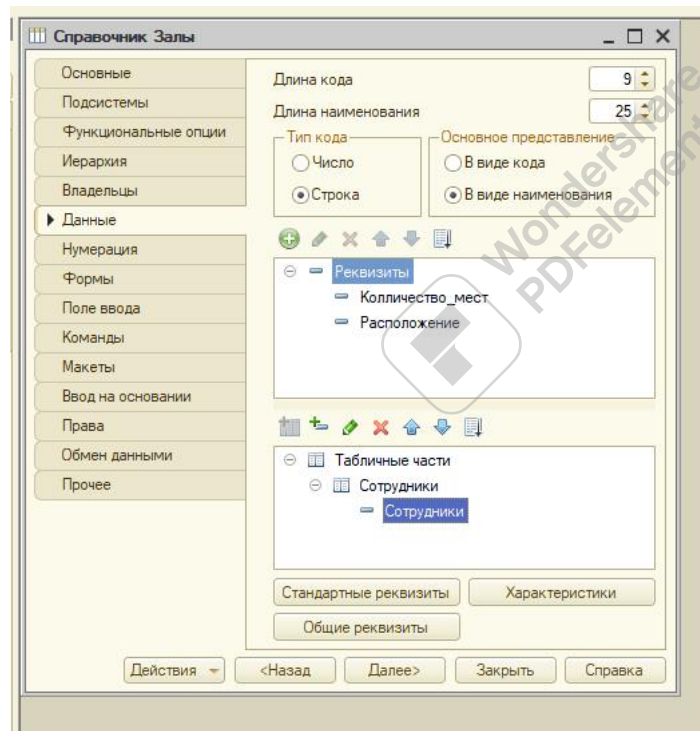 Справочник Залы
Основные
Подсистемы
Функциональные опции
Иерархия
Владельцы
Данные
Нумерация
Формы
Поле ввода
Команды
Макеты
Ввод на основании
Права
Обмен данными
Прочее
Длина кода 9
Длина наименования 25
Тип кода
Число
Строка
Основное представление
В виде кода
В виде наименования
Реквизиты
Колличество_мест
Расположение
Табличные части
Сотрудники
Сотрудники
Стандартные реквизиты Характеристики
Общие реквизиты
Действия <Назад Далее> Закрыть Справка
Wondershare
PDFelement